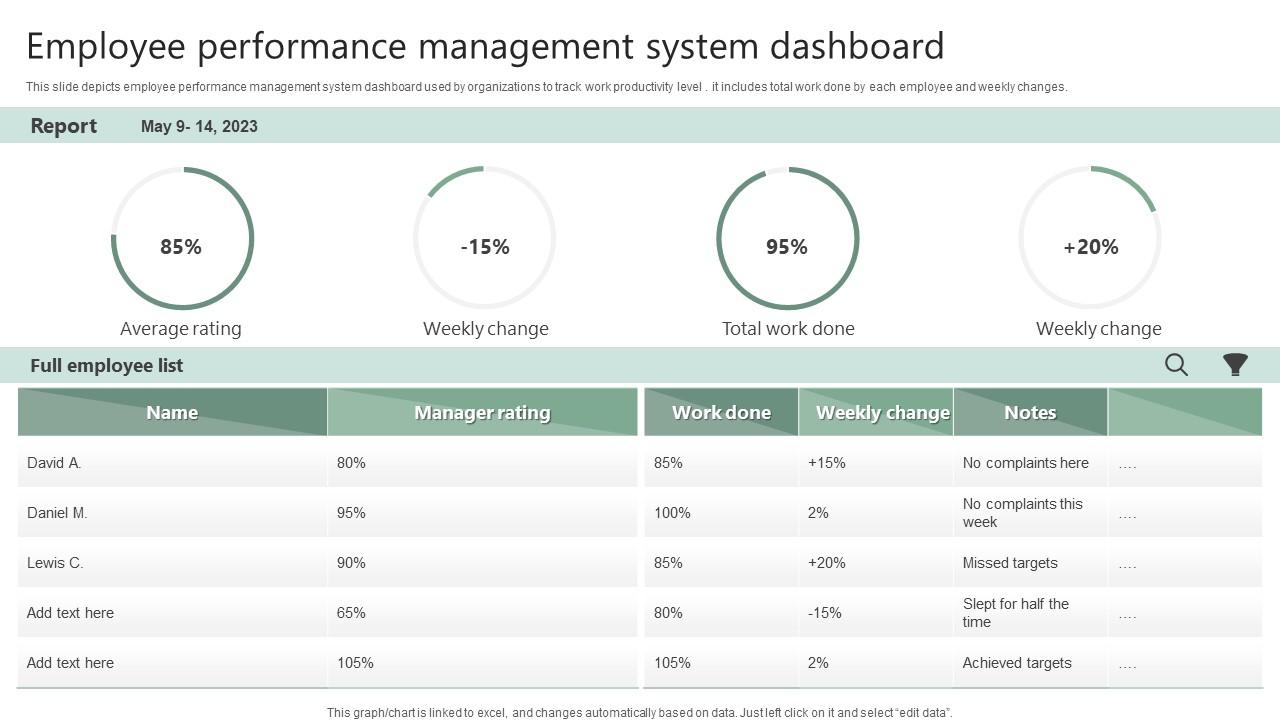 Employee performance management system dashboard
This slide depicts employee performance management system dashboard used by organizations to track work productivity level . it includes total work done by each employee and weekly changes.
Report May 9- 14, 2023
85% -15% 95% +20%
Average rating Weekly change Total work done Weekly change
Full employee list
Name Manager rating Work done Weekly change Notes
David A. 80% 85% +15% No complaints here ....
Daniel M. 95% 100% 2% No complaints this
week ....
Lewis C. 90% 85% +20% Missed targets ....
Add text here 65% 80% -15% Slept for half the
time ....
Add text here 105% 105% 2% Achieved targets ....
This graph/chart is linked to excel, and changes automatically based on data. Just left click on it and select “edit data”.